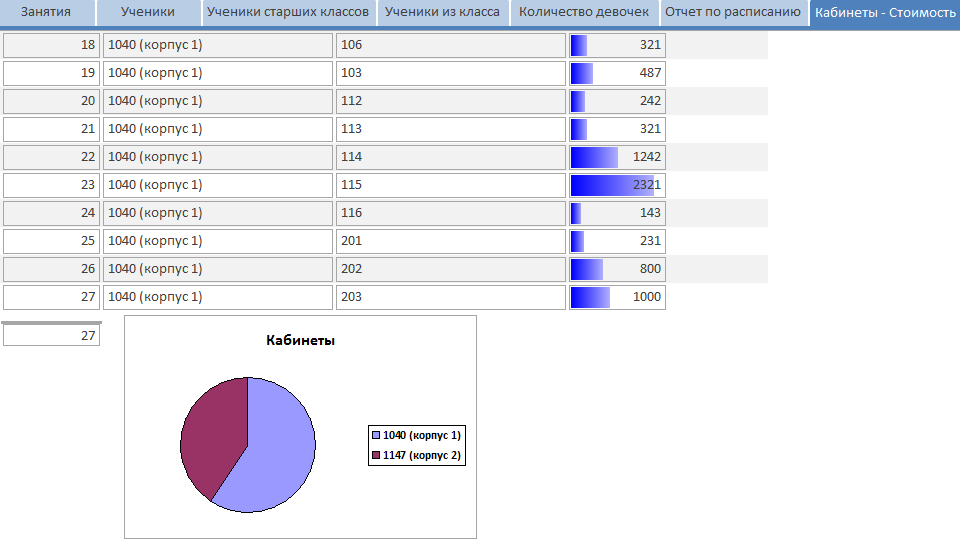 Занятия Ученики Ученики старших классов Ученики из класса Количество девочек Отчет по расписанию Кабинеты - Стоимость
18 1040 (корпус 1) 106 321
19 1040 (корпус 1) 103 487
20 1040 (корпус 1) 112 242
21 1040 (корпус 1) 113 321
22 1040 (корпус 1) 114 1242
23 1040 (корпус 1) 115 2321
24 1040 (корпус 1) 116 143
25 1040 (корпус 1) 201 231
26 1040 (корпус 1) 202 800
27 1040 (корпус 1) 203 1000
27
Кабинеты
1040 (корпус 1)
1147 (корпус 2)